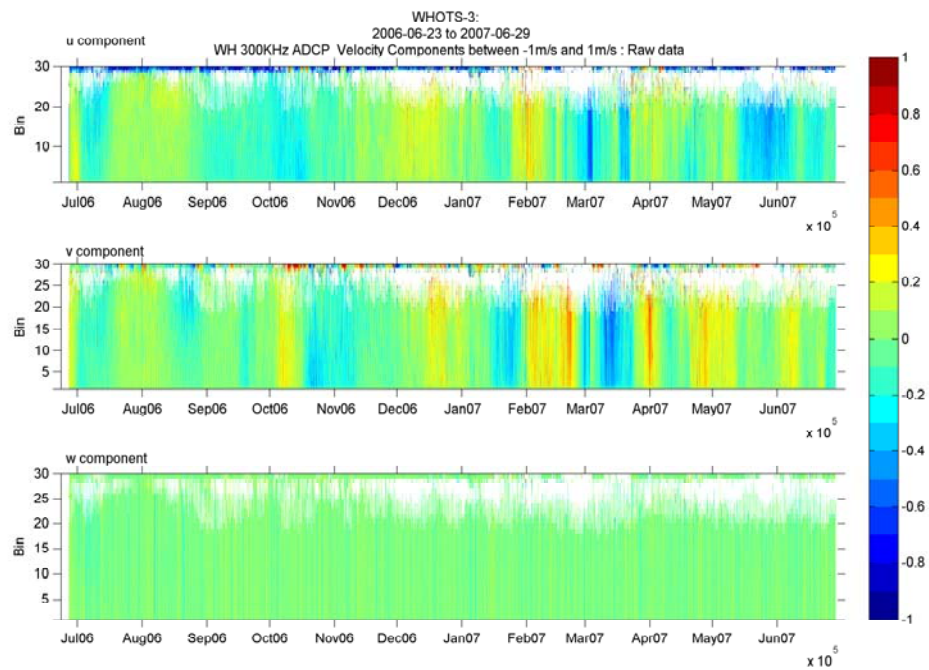 WHOTS-3:
2006-06-23 to 2007-06-29
u component
WH 300KHz ADCP Velocity Components between -1m/s and 1m/s : Raw data
30
20
10
Bin
Jul06 Aug06 Sep06 Oct06 Nov06 Dec06 Jan07 Feb07 Mar07 Apr07 May07 Jun07
x 10^5
v component
30
25
20
15
10
5
Bin
Jul06 Aug06 Sep06 Oct06 Nov06 Dec06 Jan07 Feb07 Mar07 Apr07 May07 Jun07
x 10^5
w component
30
25
20
15
10
5
Bin
Jul06 Aug06 Sep06 Oct06 Nov06 Dec06 Jan07 Feb07 Mar07 Apr07 May07 Jun07
x 10^5
1
0.8
0.6
0.4
0.2
0
-0.2
-0.4
-0.6
-0.8
-1